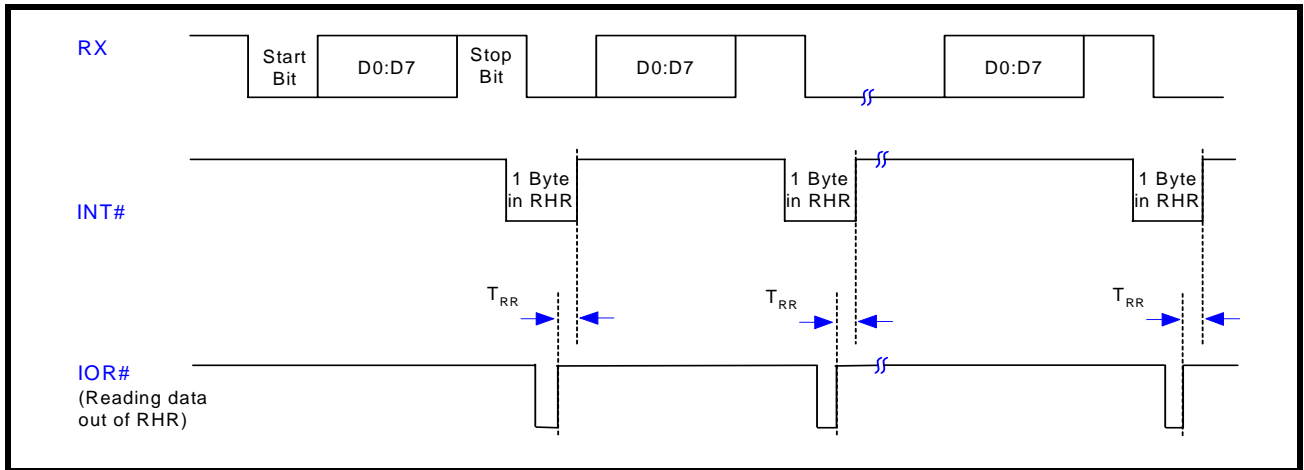 RX
Start
Bit
D0:D7
Stop
Bit
D0:D7
D0:D7
INT#
1 Byte
in RHR
1 Byte
in RHR
1 Byte
in RHR
TRR
TRR
TRR
IOR#
(Reading data
out of RHR)